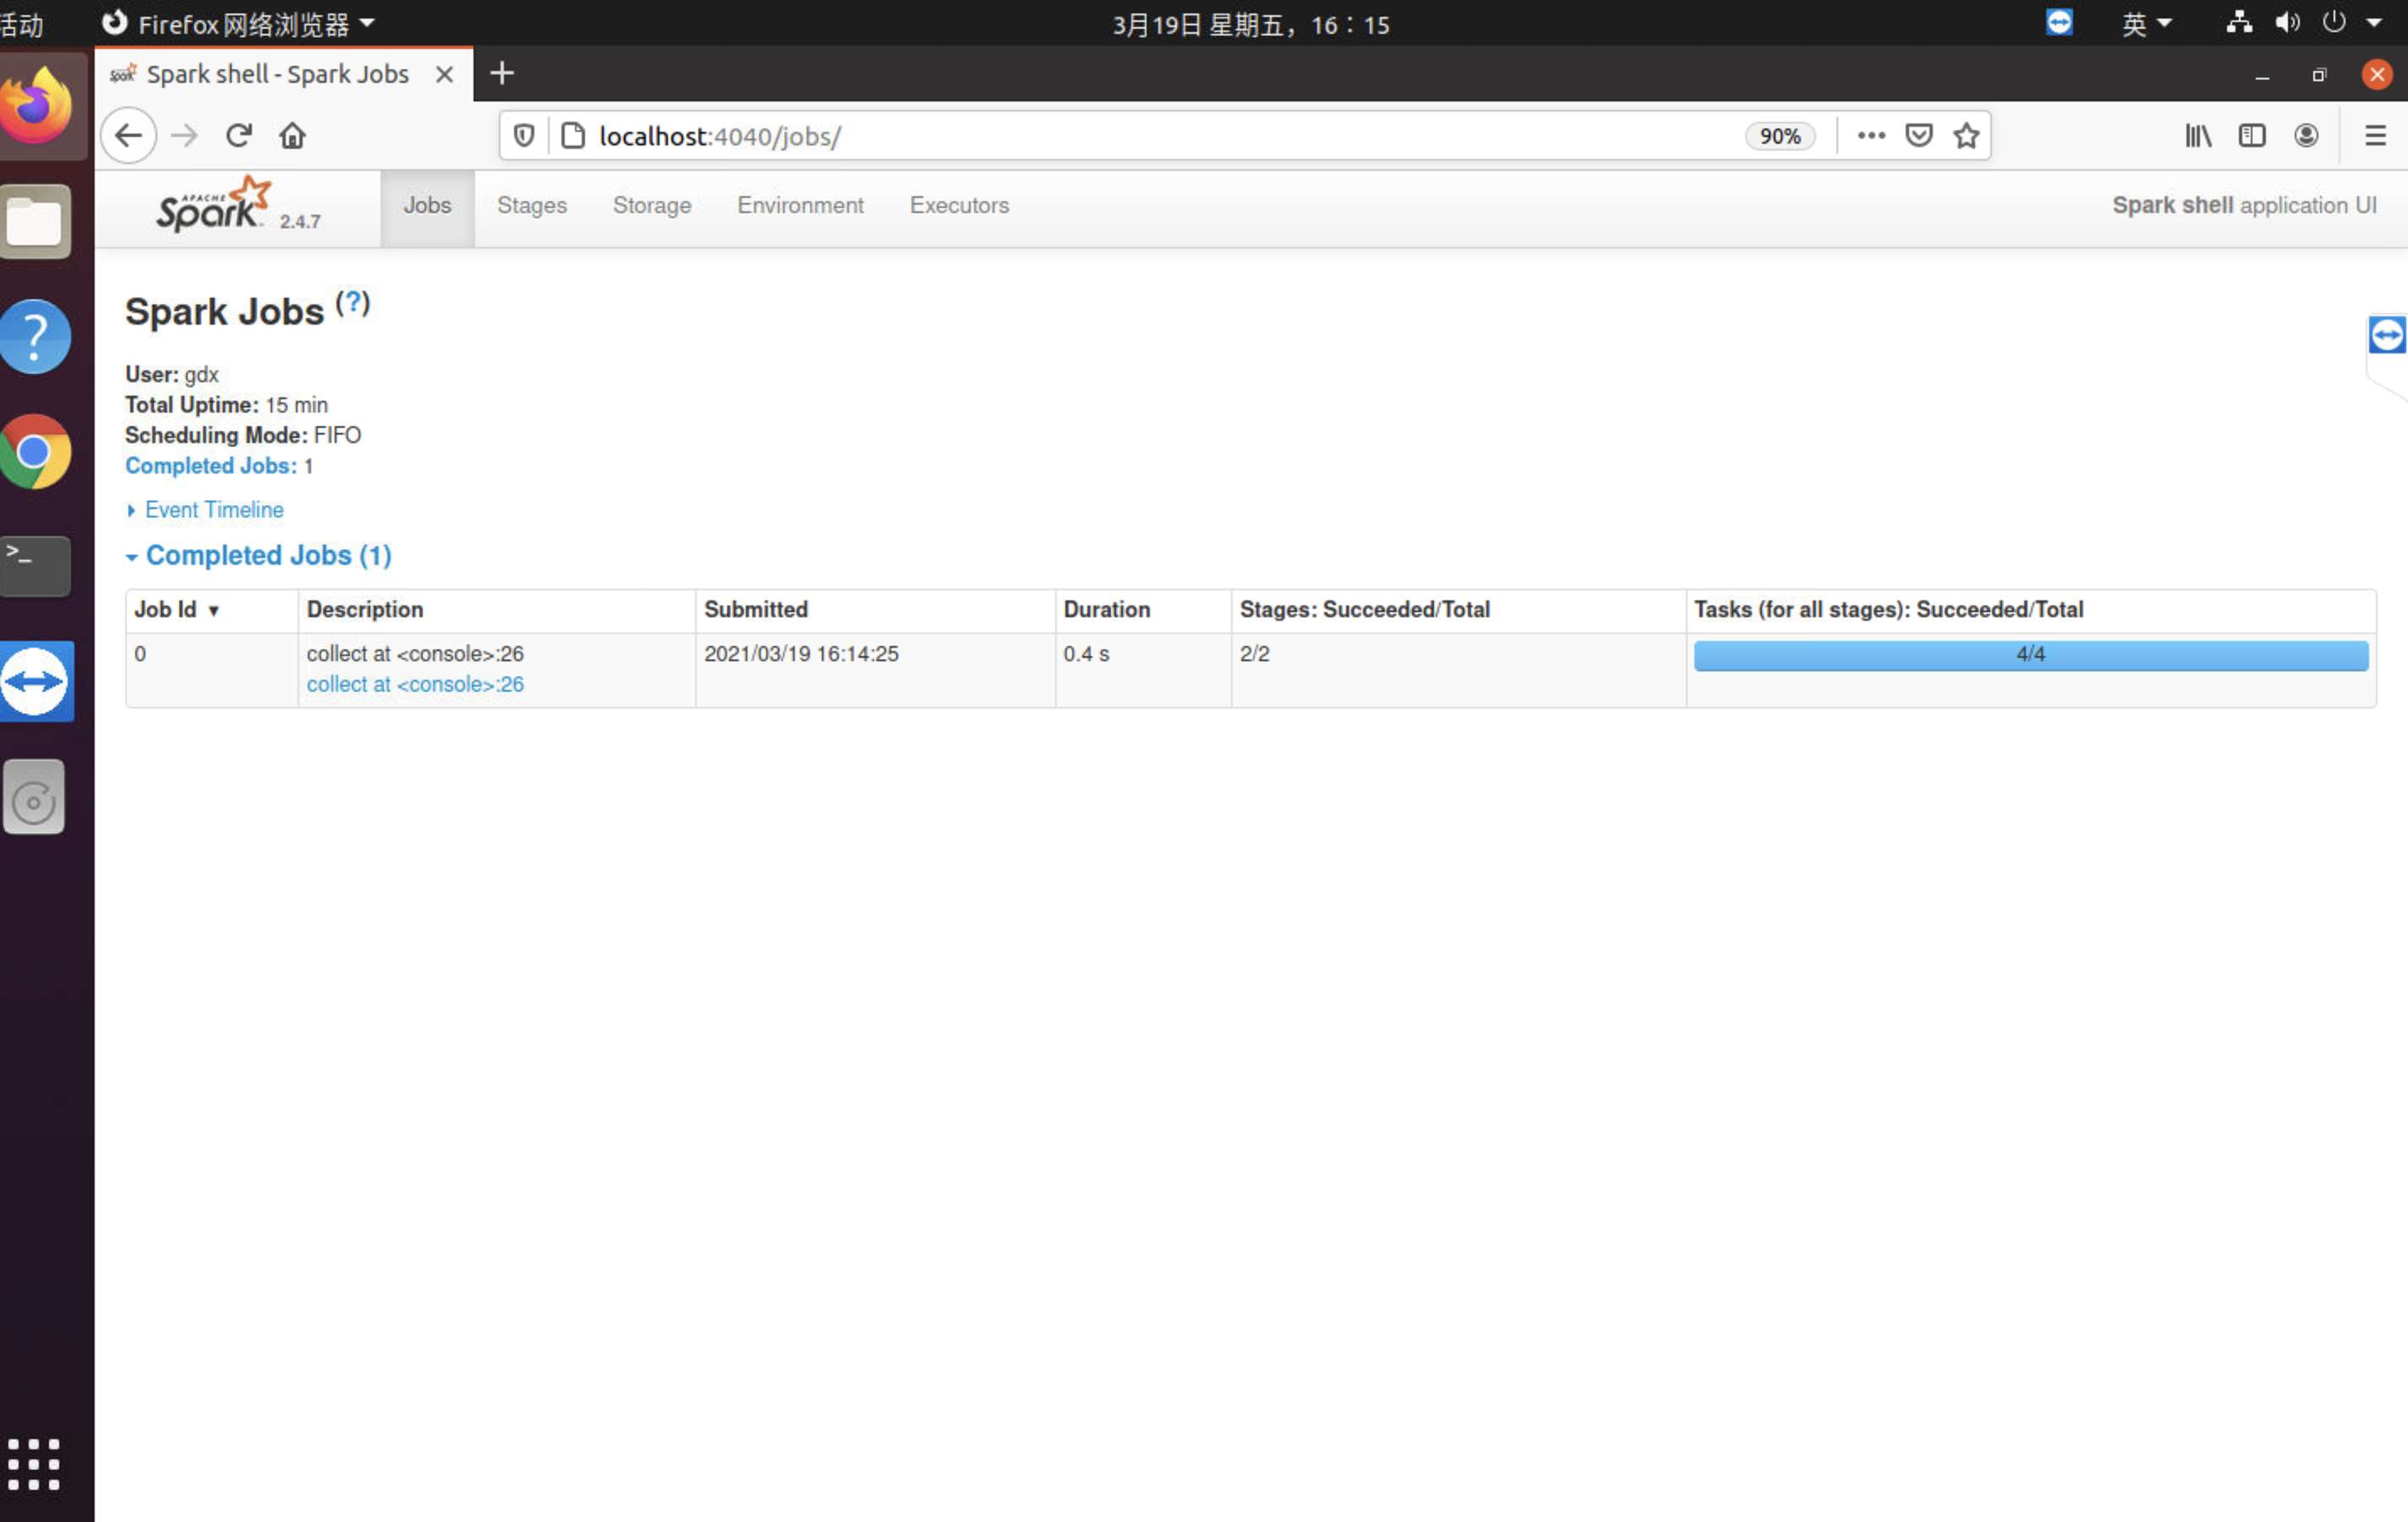 活动 Firefox 网络浏览器 3月19日 星期五，16：15 英
Spark shell - Spark Jobs
localhost:4040/jobs/ 90%
APACHE Spark 2.4.7 Jobs Stages Storage Environment Executors Spark shell application UI
Spark Jobs (?)
User: gdx
Total Uptime: 15 min
Scheduling Mode: FIFO
Completed Jobs: 1
Event Timeline
Completed Jobs (1)
Job Id ▼ Description Submitted Duration Stages: Succeeded/Total Tasks (for all stages): Succeeded/Total
0 collect at <console>:26 2021/03/19 16:14:25 0.4 s 2/2 4/4
collect at <console>:26